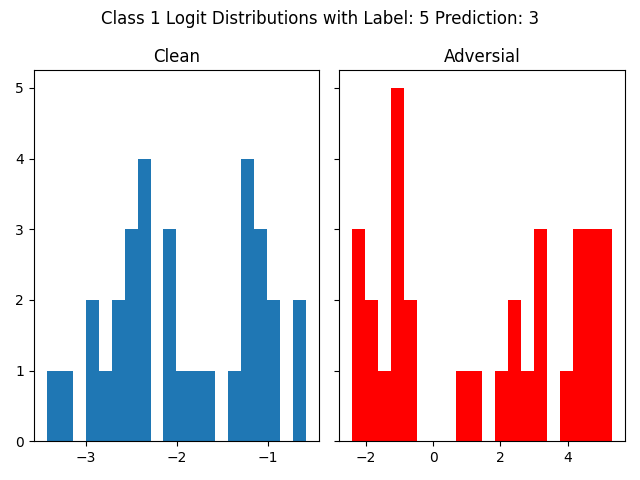 Class 1 Logit Distributions with Label: 5 Prediction: 3
Clean
Adversial
5
4
3
2
1
0
−3 −2 −1
−2 0 2 4